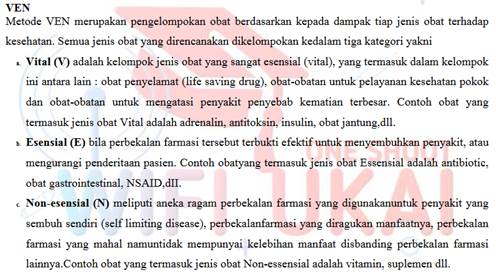 VEN
Metode VEN merupakan pengelompokan obat berdasarkan kepada dampak tiap jenis obat terhadap
kesehatan. Semua jenis obat yang direncanakan dikelompokan kedalam tiga kategori yakni
a. Vital (V) adalah kelompok jenis obat yang sangat esensial (vital), yang termasuk dalam kelompok
ini antara lain : obat penyelamat (life saving drug), obat-obatan untuk pelayanan kesehatan pokok
dan obat-obatan untuk mengatasi penyakit penyebab kematian terbesar. Contoh obat yang
termasuk jenis obat Vital adalah adrenalin, antitoksin, insulin, obat jantung,dll.
b. Esensial (E) bila perbekalan farmasi tersebut terbukti efektif untuk menyembuhkan penyakit, atau
mengurangi penderitaan pasien. Contoh obatyang termasuk jenis obat Essensial adalah antibiotic,
obat gastrointestinal, NSAID,dII.
c. Non-esensial (N) meliputi aneka ragam perbekalan farmasi yang digunakanuntuk penyakit yang
sembuh sendiri (self limiting disease), perbekalanfarmasi yang diragukan manfaatnya, perbekalan
farmasi yang mahal namuntidak mempunyai kelebihan manfaat disbanding perbekalan farmasi
lainnya.Contoh obat yang termasuk jenis obat Non-essensial adalah vitamin, suplemen dll.
ONE SHOOT
WIFI UKAI